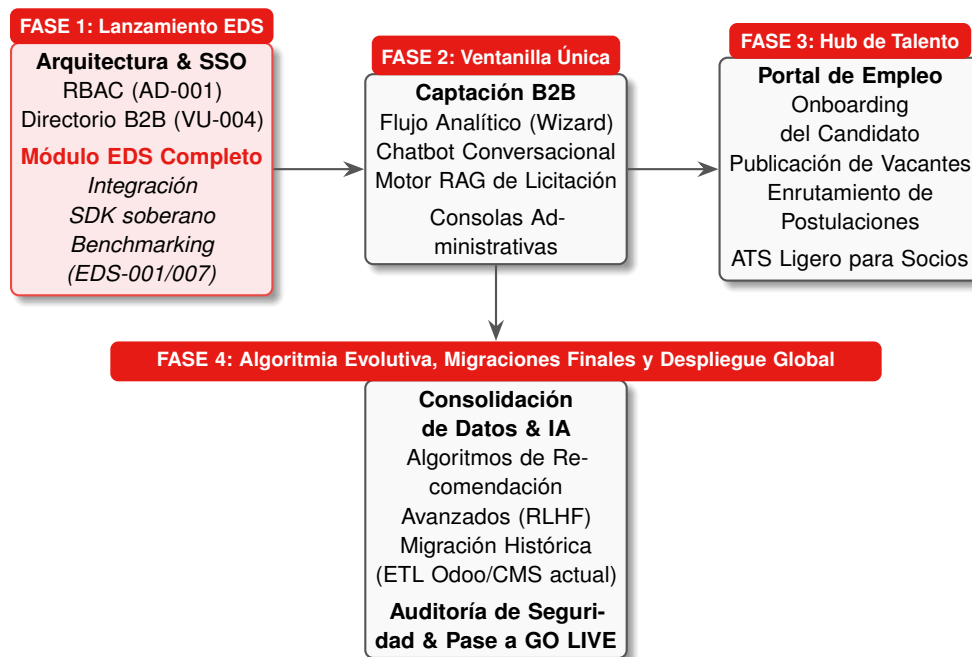 FASE 1: Lanzamiento EDS
Arquitectura & SSO
RBAC (AD-001)
Directorio B2B (VU-004)
Módulo EDS Completo
Integración
SDK soberano
Benchmarking
(EDS-001/007)
FASE 2: Ventanilla Única
Captación B2B
Flujo Analítico (Wizard)
Chatbot Conversacional
Motor RAG de Licitación
Consolas Ad-
ministrativas
FASE 3: Hub de Talento
Portal de Empleo
Onboarding
del Candidato
Publicación de Vacantes
Enrutamiento de
Postulaciones
ATS Ligero para Socios
FASE 4: Algoritmia Evolutiva, Migraciones Finales y Despliegue Global
Consolidación
de Datos & IA
Algoritmos de Re-
comendación
Avanzados (RLHF)
Migración Histórica
(ETL Odoo/CMS actual)
Auditoría de Seguri-
dad & Pase a GO LIVE